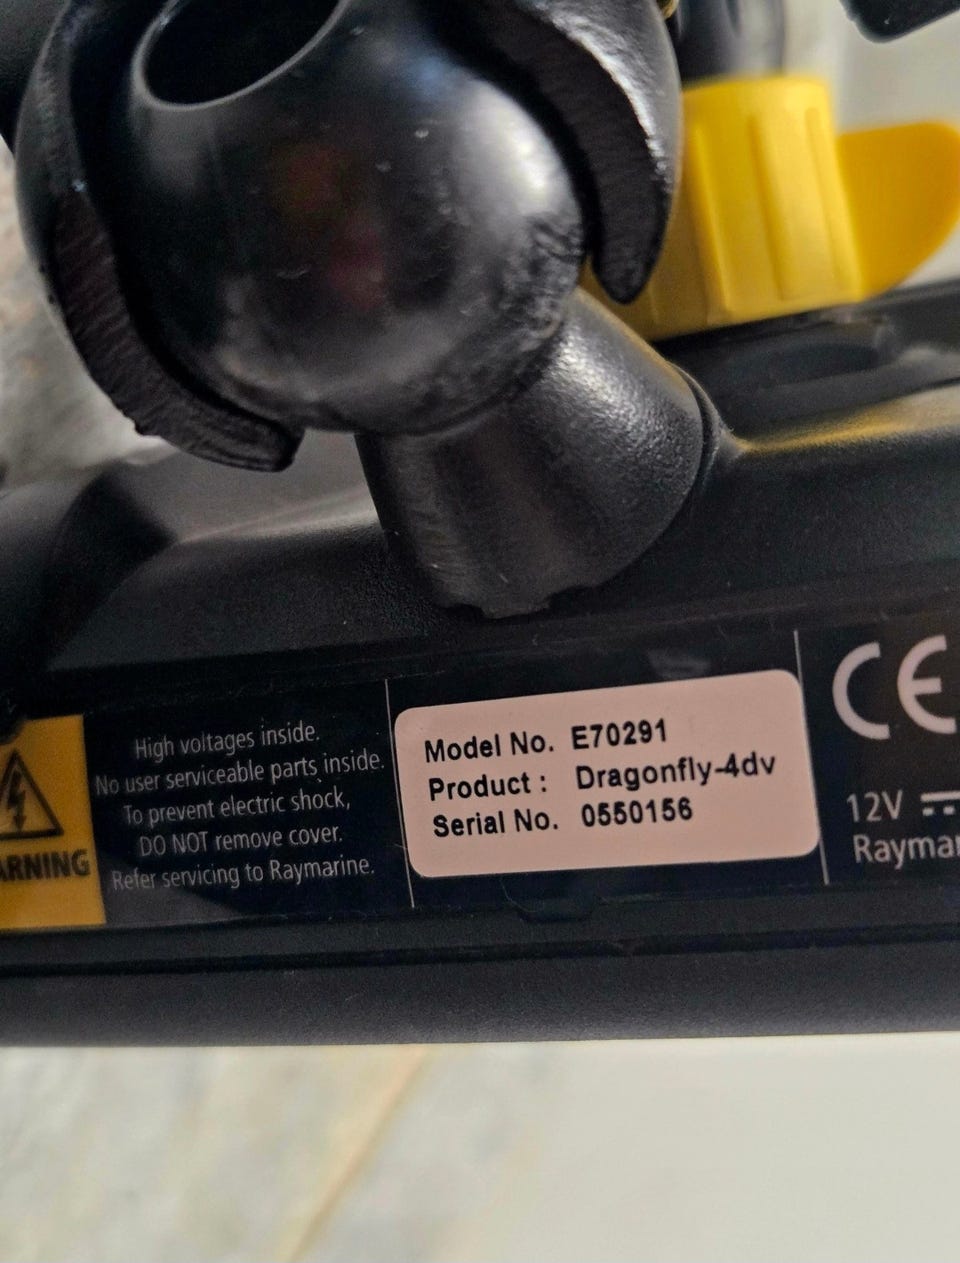 High voltages inside.
No user serviceable parts inside.
To prevent electric shock,
DO NOT remove cover.
Refer servicing to Raymarine.
Model No. E70291
Product : Dragonfly-4dv
Serial No. 0550156
CE
12V